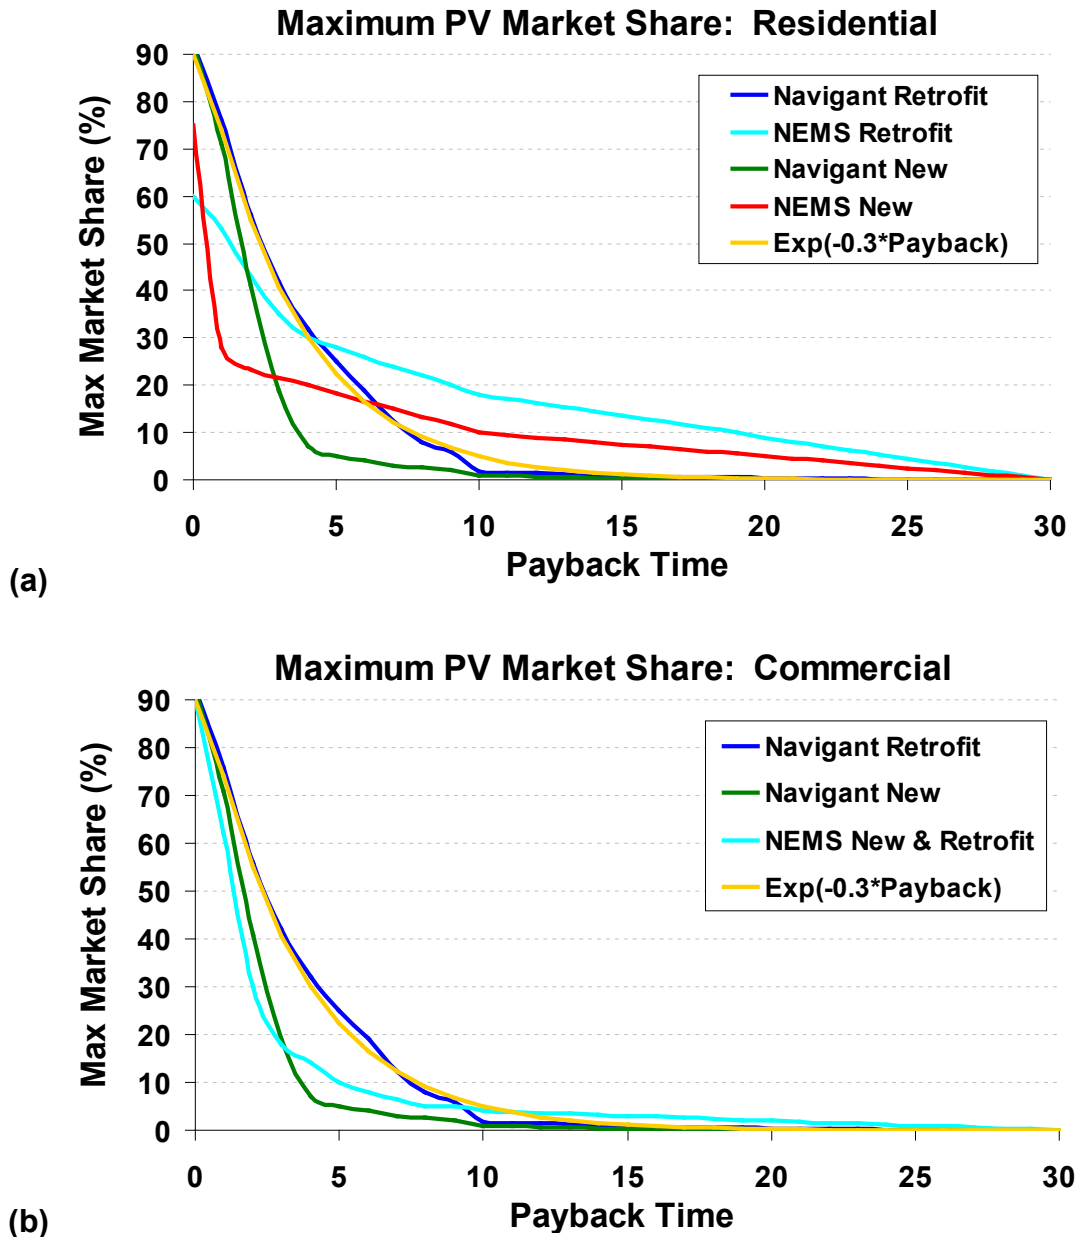 Maximum PV Market Share: Residential
90
80
70
60
50
40
30
20
10
0
Max Market Share (%)
Navigant Retrofit
NEMS Retrofit
Navigant New
NEMS New
Exp(-0.3*Payback)
0 5 10 15 20 25 30
Payback Time
(a)
Maximum PV Market Share: Commercial
90
80
70
60
50
40
30
20
10
0
Max Market Share (%)
Navigant Retrofit
Navigant New
NEMS New & Retrofit
Exp(-0.3*Payback)
0 5 10 15 20 25 30
Payback Time
(b)